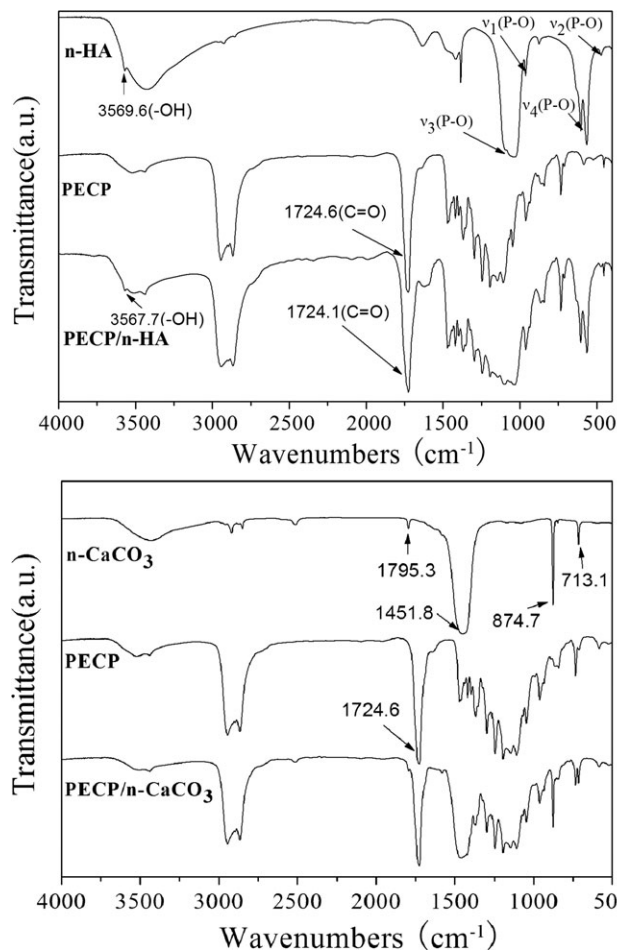 n-HA
3569.6(-OH)
ν1(P-O)
ν2(P-O)
ν3(P-O)
ν4(P-O)
PECP
1724.6(C=O)
3567.7(-OH)
1724.1(C=O)
PECP/n-HA
Transmittance(a.u.)
4000 3500 3000 2500 2000 1500 1000 500
Wavenumbers (cm-1)
n-CaCO3
1795.3
713.1
1451.8
874.7
PECP
1724.6
PECP/n-CaCO3
Transmittance(a.u.)
4000 3500 3000 2500 2000 1500 1000 500
Wavenumbers (cm-1)